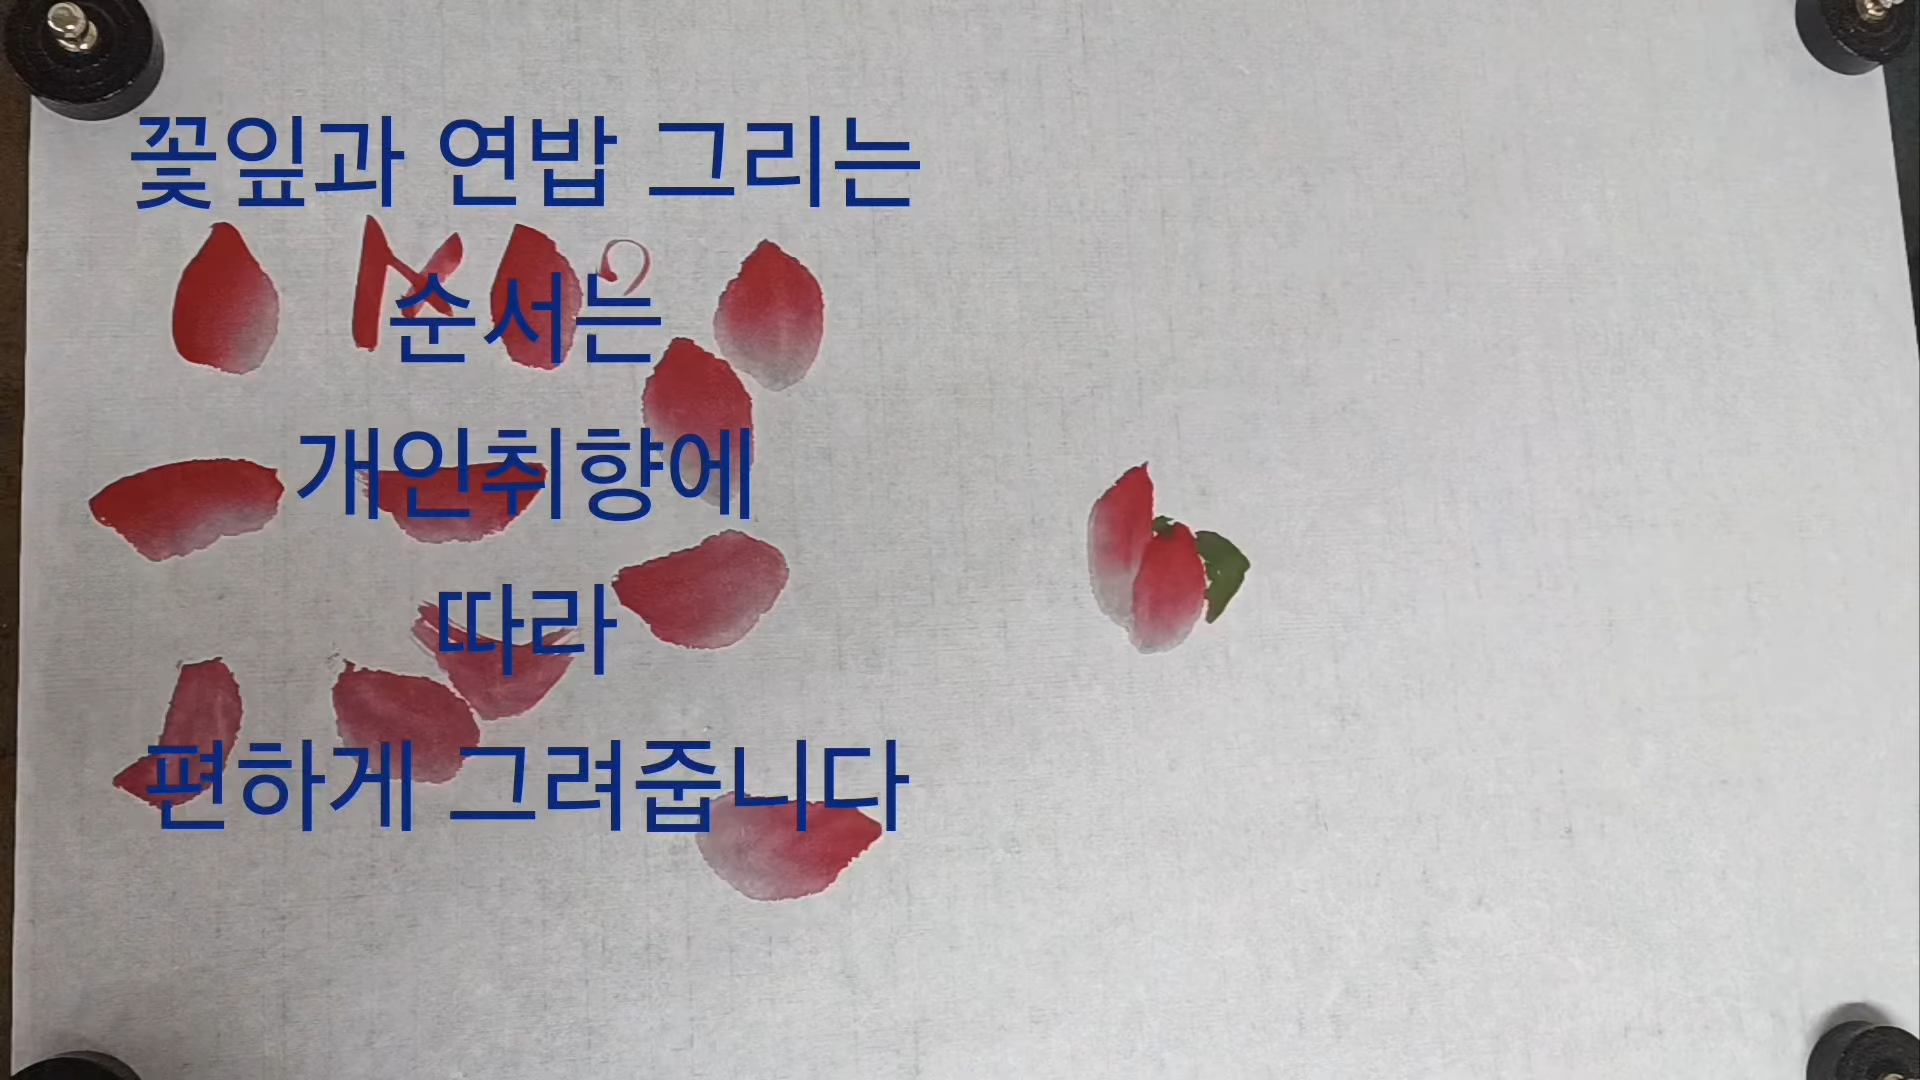 꽃잎과 연밥 그리는
순서는
개인취향에
따라
편하게 그려줍니다